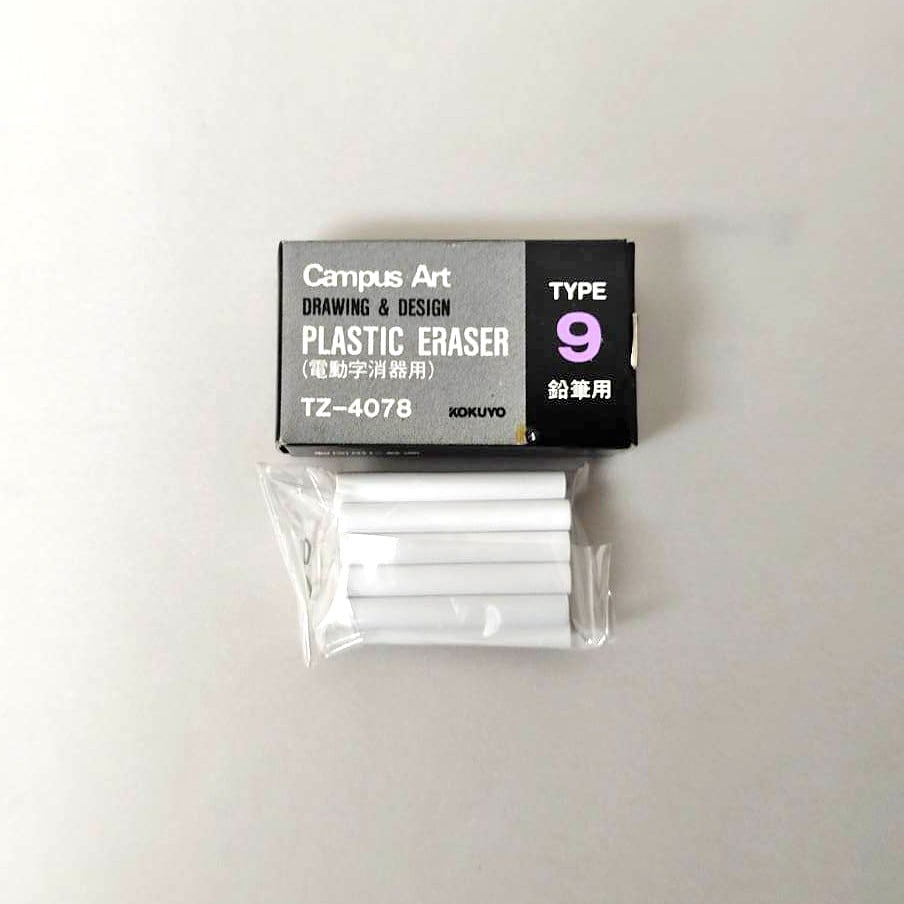 Campus Art
DRAWING & DESIGN
PLASTIC ERASER
(電動字消器用)
TZ-4078 KOKUYO
TYPE
9
鉛筆用